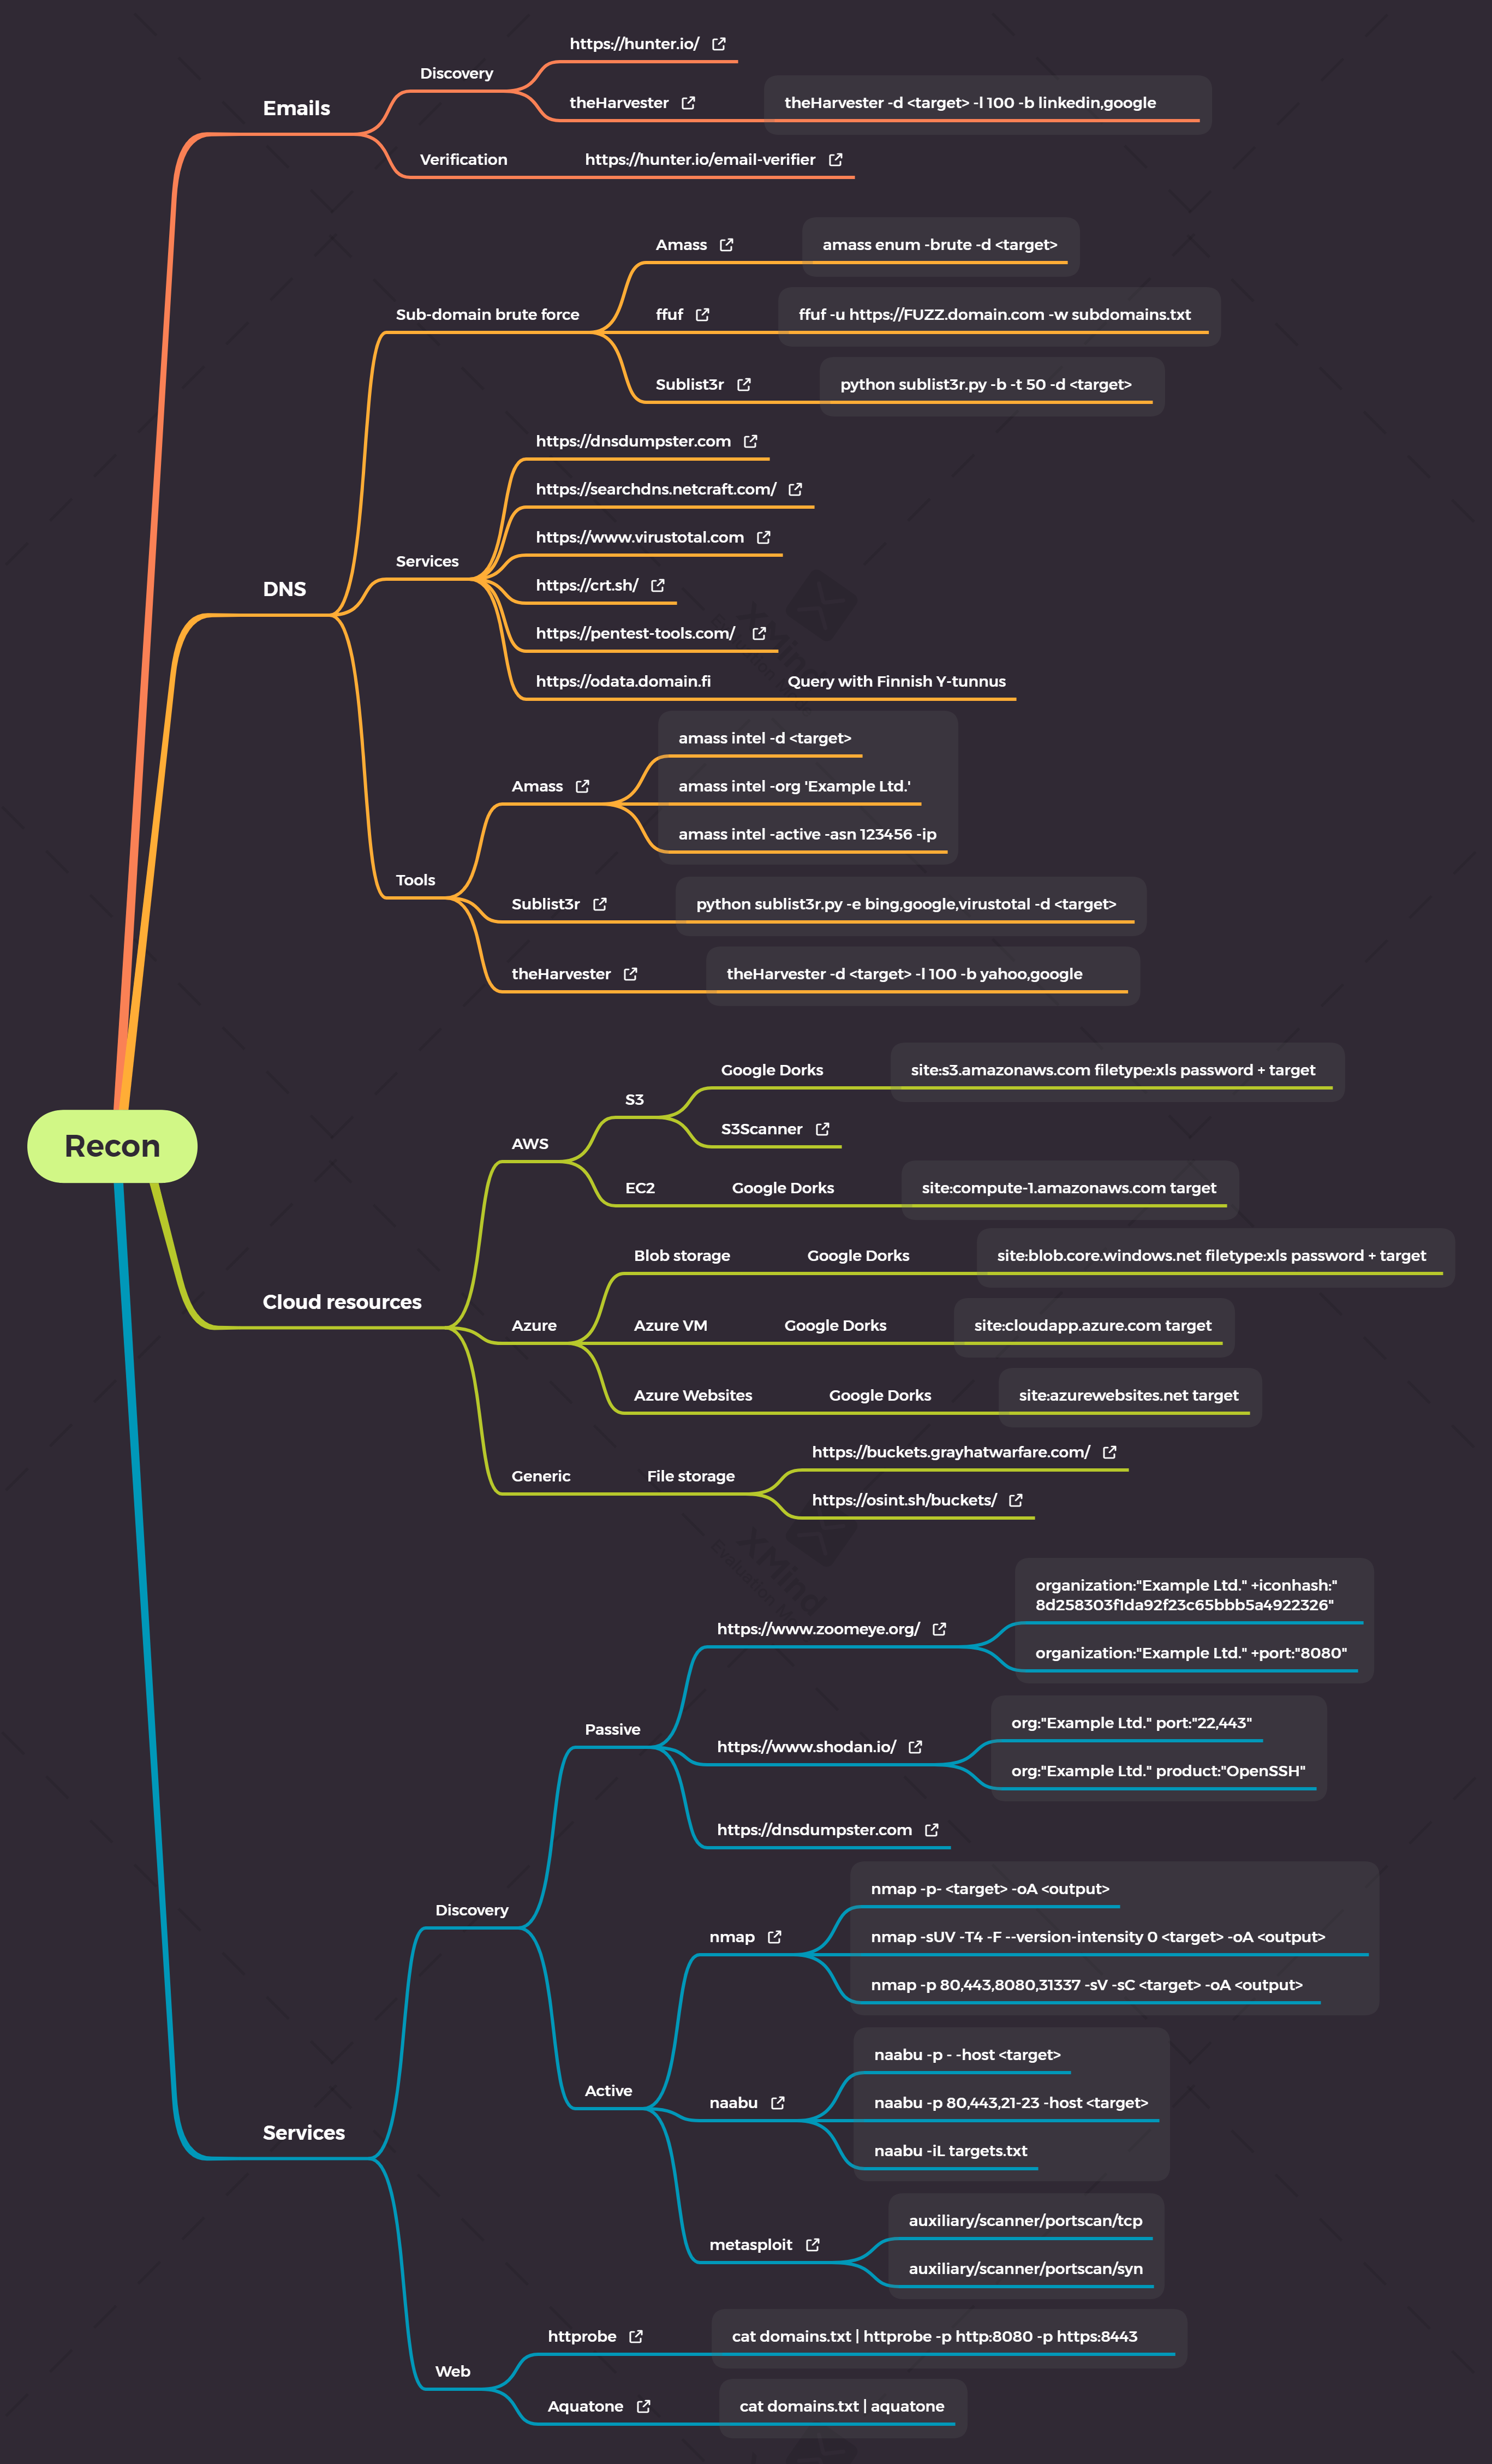 https://hunter.io/
Discovery
theHarvester
theHarvester -d <target> -l 100 -b linkedin,google
Emails
Verification
https://hunter.io/email-verifier
Amass
amass enum -brute -d <target>
Sub-domain brute force
ffuf
ffuf -u https://FUZZ.domain.com -w subdomains.txt
Sublist3r
python sublist3r.py -b -t 50 -d <target>
https://dnsdumpster.com
https://searchdns.netcraft.com/
https://www.virustotal.com
Services
https://crt.sh/
DNS
https://pentest-tools.com/
https://odata.domain.fi
Query with Finnish Y-tunnus
amass intel -d <target>
Amass
amass intel -org 'Example Ltd.'
amass intel -active -asn 123456 -ip
Tools
Sublist3r
python sublist3r.py -e bing,google,virustotal -d <target>
theHarvester
theHarvester -d <target> -l 100 -b yahoo,google
Google Dorks
site:s3.amazonaws.com filetype:xls password + target
S3
S3Scanner
AWS
Recon
EC2
Google Dorks
site:compute-1.amazonaws.com target
Blob storage
Google Dorks
site:blob.core.windows.net filetype:xls password + target
Cloud resources
Azure
Azure VM
Google Dorks
site:cloudapp.azure.com target
Azure Websites
Google Dorks
site:azurewebsites.net target
https://buckets.grayhatwarfare.com/
Generic
File storage
https://osint.sh/buckets/
XMind
organization:"Example Ltd." +iconhash:"
8d258303f1da92f23c65bbb5a4922326"
https://www.zoomeye.org/
organization:"Example Ltd." +port:"8080"
org:"Example Ltd." port:"22,443"
Passive
https://www.shodan.io/
org:"Example Ltd." product:"OpenSSH"
https://dnsdumpster.com
nmap -p- <target> -oA <output>
Discovery
nmap
nmap -sUV -T4 -F --version-intensity 0 <target> -oA <output>
nmap -p 80,443,8080,31337 -sV -sC <target> -oA <output>
naabu -p - -host <target>
Active
naabu
naabu -p 80,443,21-23 -host <target>
Services
naabu -iL targets.txt
auxiliary/scanner/portscan/tcp
metasploit
auxiliary/scanner/portscan/syn
httprobe
cat domains.txt | httprobe -p http:8080 -p https:8443
Web
Aquatone
cat domains.txt | aquatone